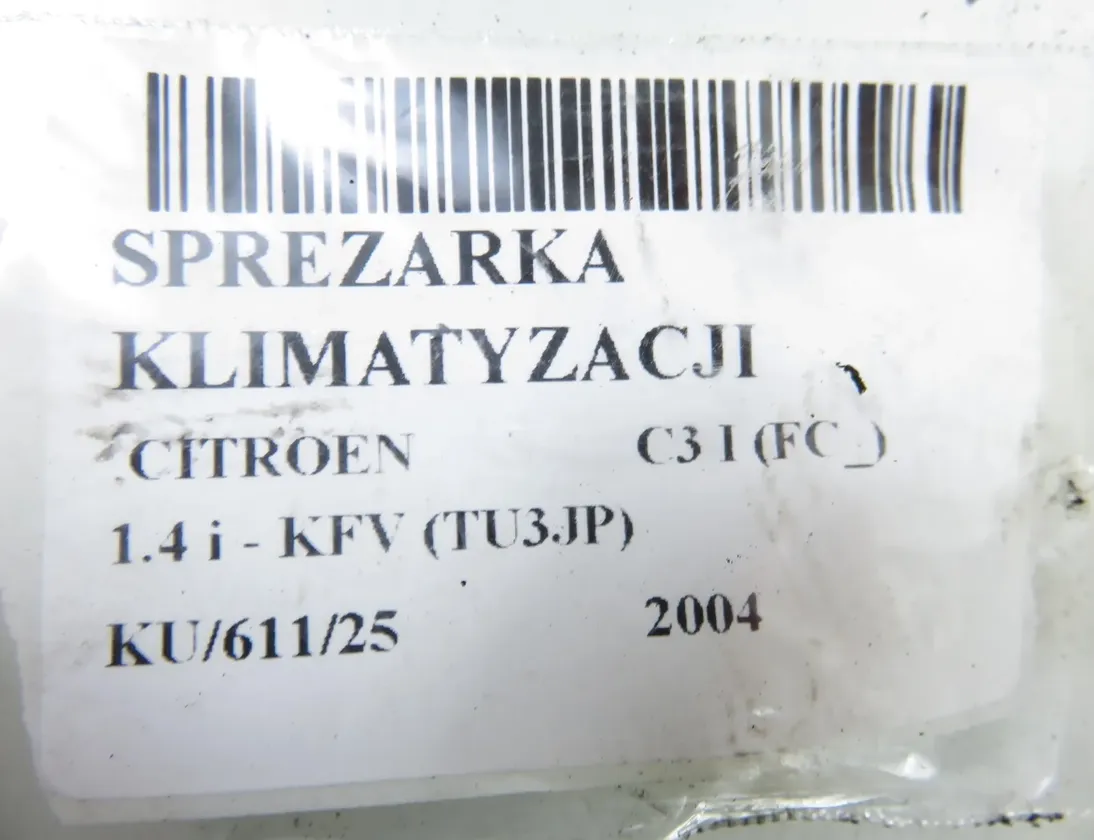 SPREZARKA
KLIMATYZACJI
CITROEN C3 I (FC_)
1.4 i - KFV (TU3JP)
KU/611/25 2004